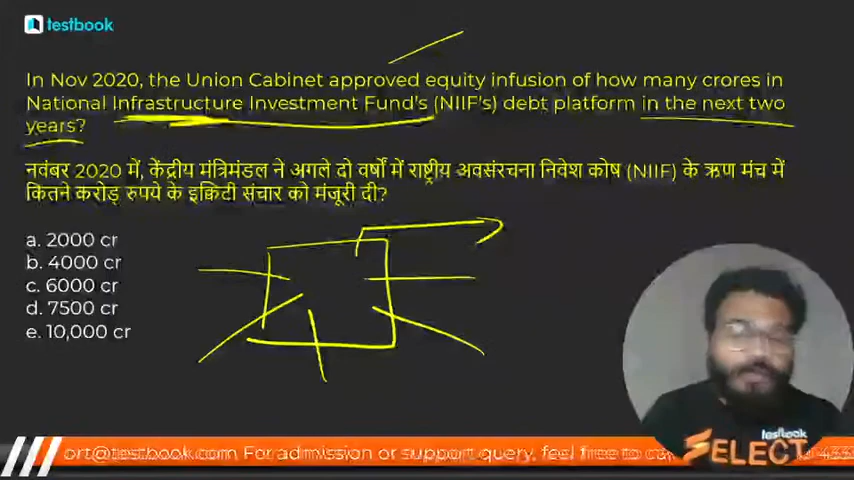 testbook
In Nov 2020, the Union Cabinet approved equity infusion of how many crores in
National Infrastructure Investment Fund's (NIIF's) debt platform in the next two
years?
नवंबर 2020 में, केंद्रीय मंत्रिमंडल ने अगले दो वर्षों में राष्ट्रीय अवसंरचना निवेश कोष (NIIF) के ऋण मंच में
कितने करोड़ रुपये के इक्विटी संचार को मंजूरी दी?
a. 2000 cr
b. 4000 cr
c. 6000 cr
d. 7500 cr
e. 10,000 cr
testbook
SELECT
ort@testbook.com For admission or support query, feel free to